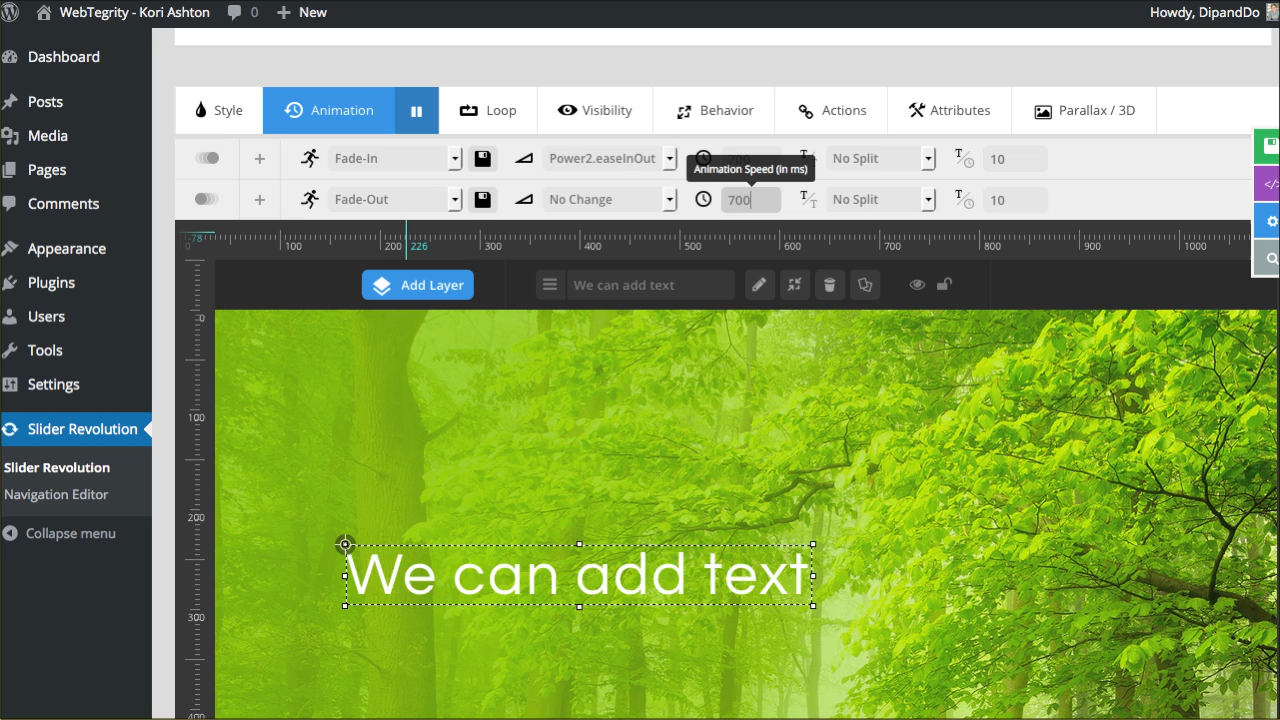 WebTegrity - Kori Ashton 0 New Howdy, DipandDo
Dashboard
Posts
Media
Pages
Comments
Appearance
Plugins
Users
Tools
Settings
Slider Revolution
Slider Revolution
Navigation Editor
Collapse menu
Style Animation Loop Visibility Behavior Actions Attributes Parallax / 3D
Fade-In Power2.easeInOut 700 No Split 10
Animation Speed (in ms)
Fade-Out No Change 700 No Split 10
-78
0 100 200 226 300 400 500 600 700 800 900 1000
Add Layer We can add text
0
100
200
300
400
We can add text